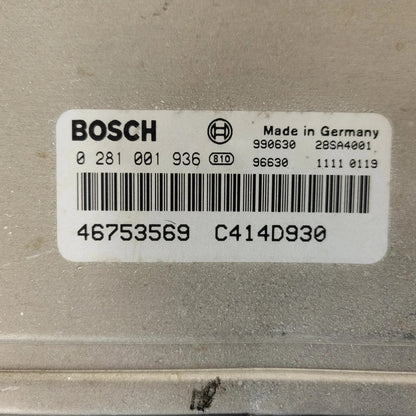 BOSCH Made in Germany
990630 28SA4001
0 281 001 936 810 96630 1111 0119
46753569 C414D930